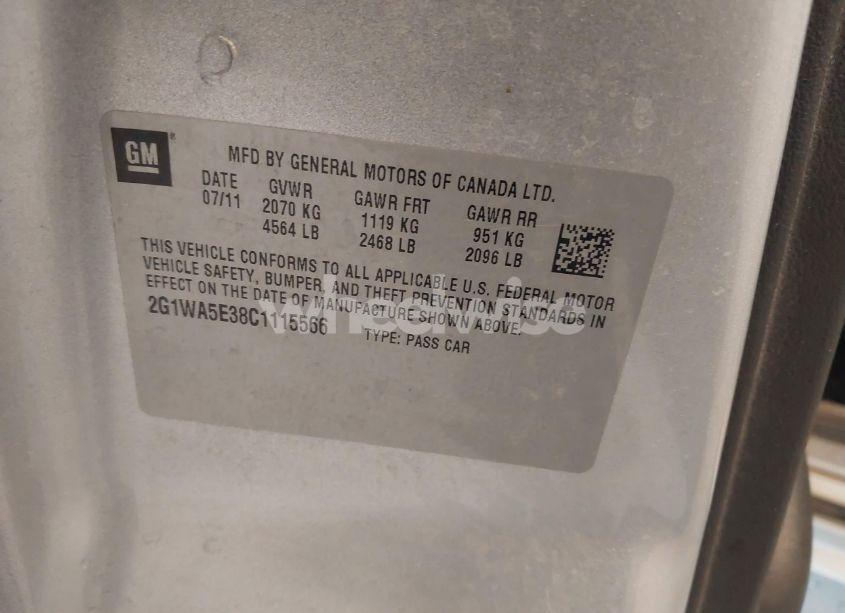 GM
MFD BY GENERAL MOTORS OF CANADA LTD.
DATE GVWR GAWR FRT GAWR RR
07/11 2070 KG 1119 KG 951 KG
4564 LB 2468 LB 2096 LB
THIS VEHICLE CONFORMS TO ALL APPLICABLE U.S. FEDERAL MOTOR
VEHICLE SAFETY, BUMPER, AND THEFT PREVENTION STANDARDS IN
EFFECT ON THE DATE OF MANUFACTURE SHOWN ABOVE.
2G1WA5E38C1115566 TYPE: PASS CAR
wheelwise